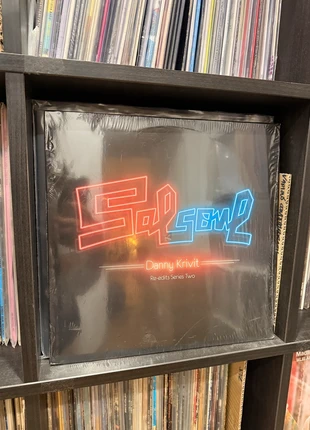 Salsoul
Danny Krivit
Re-edits Series Two